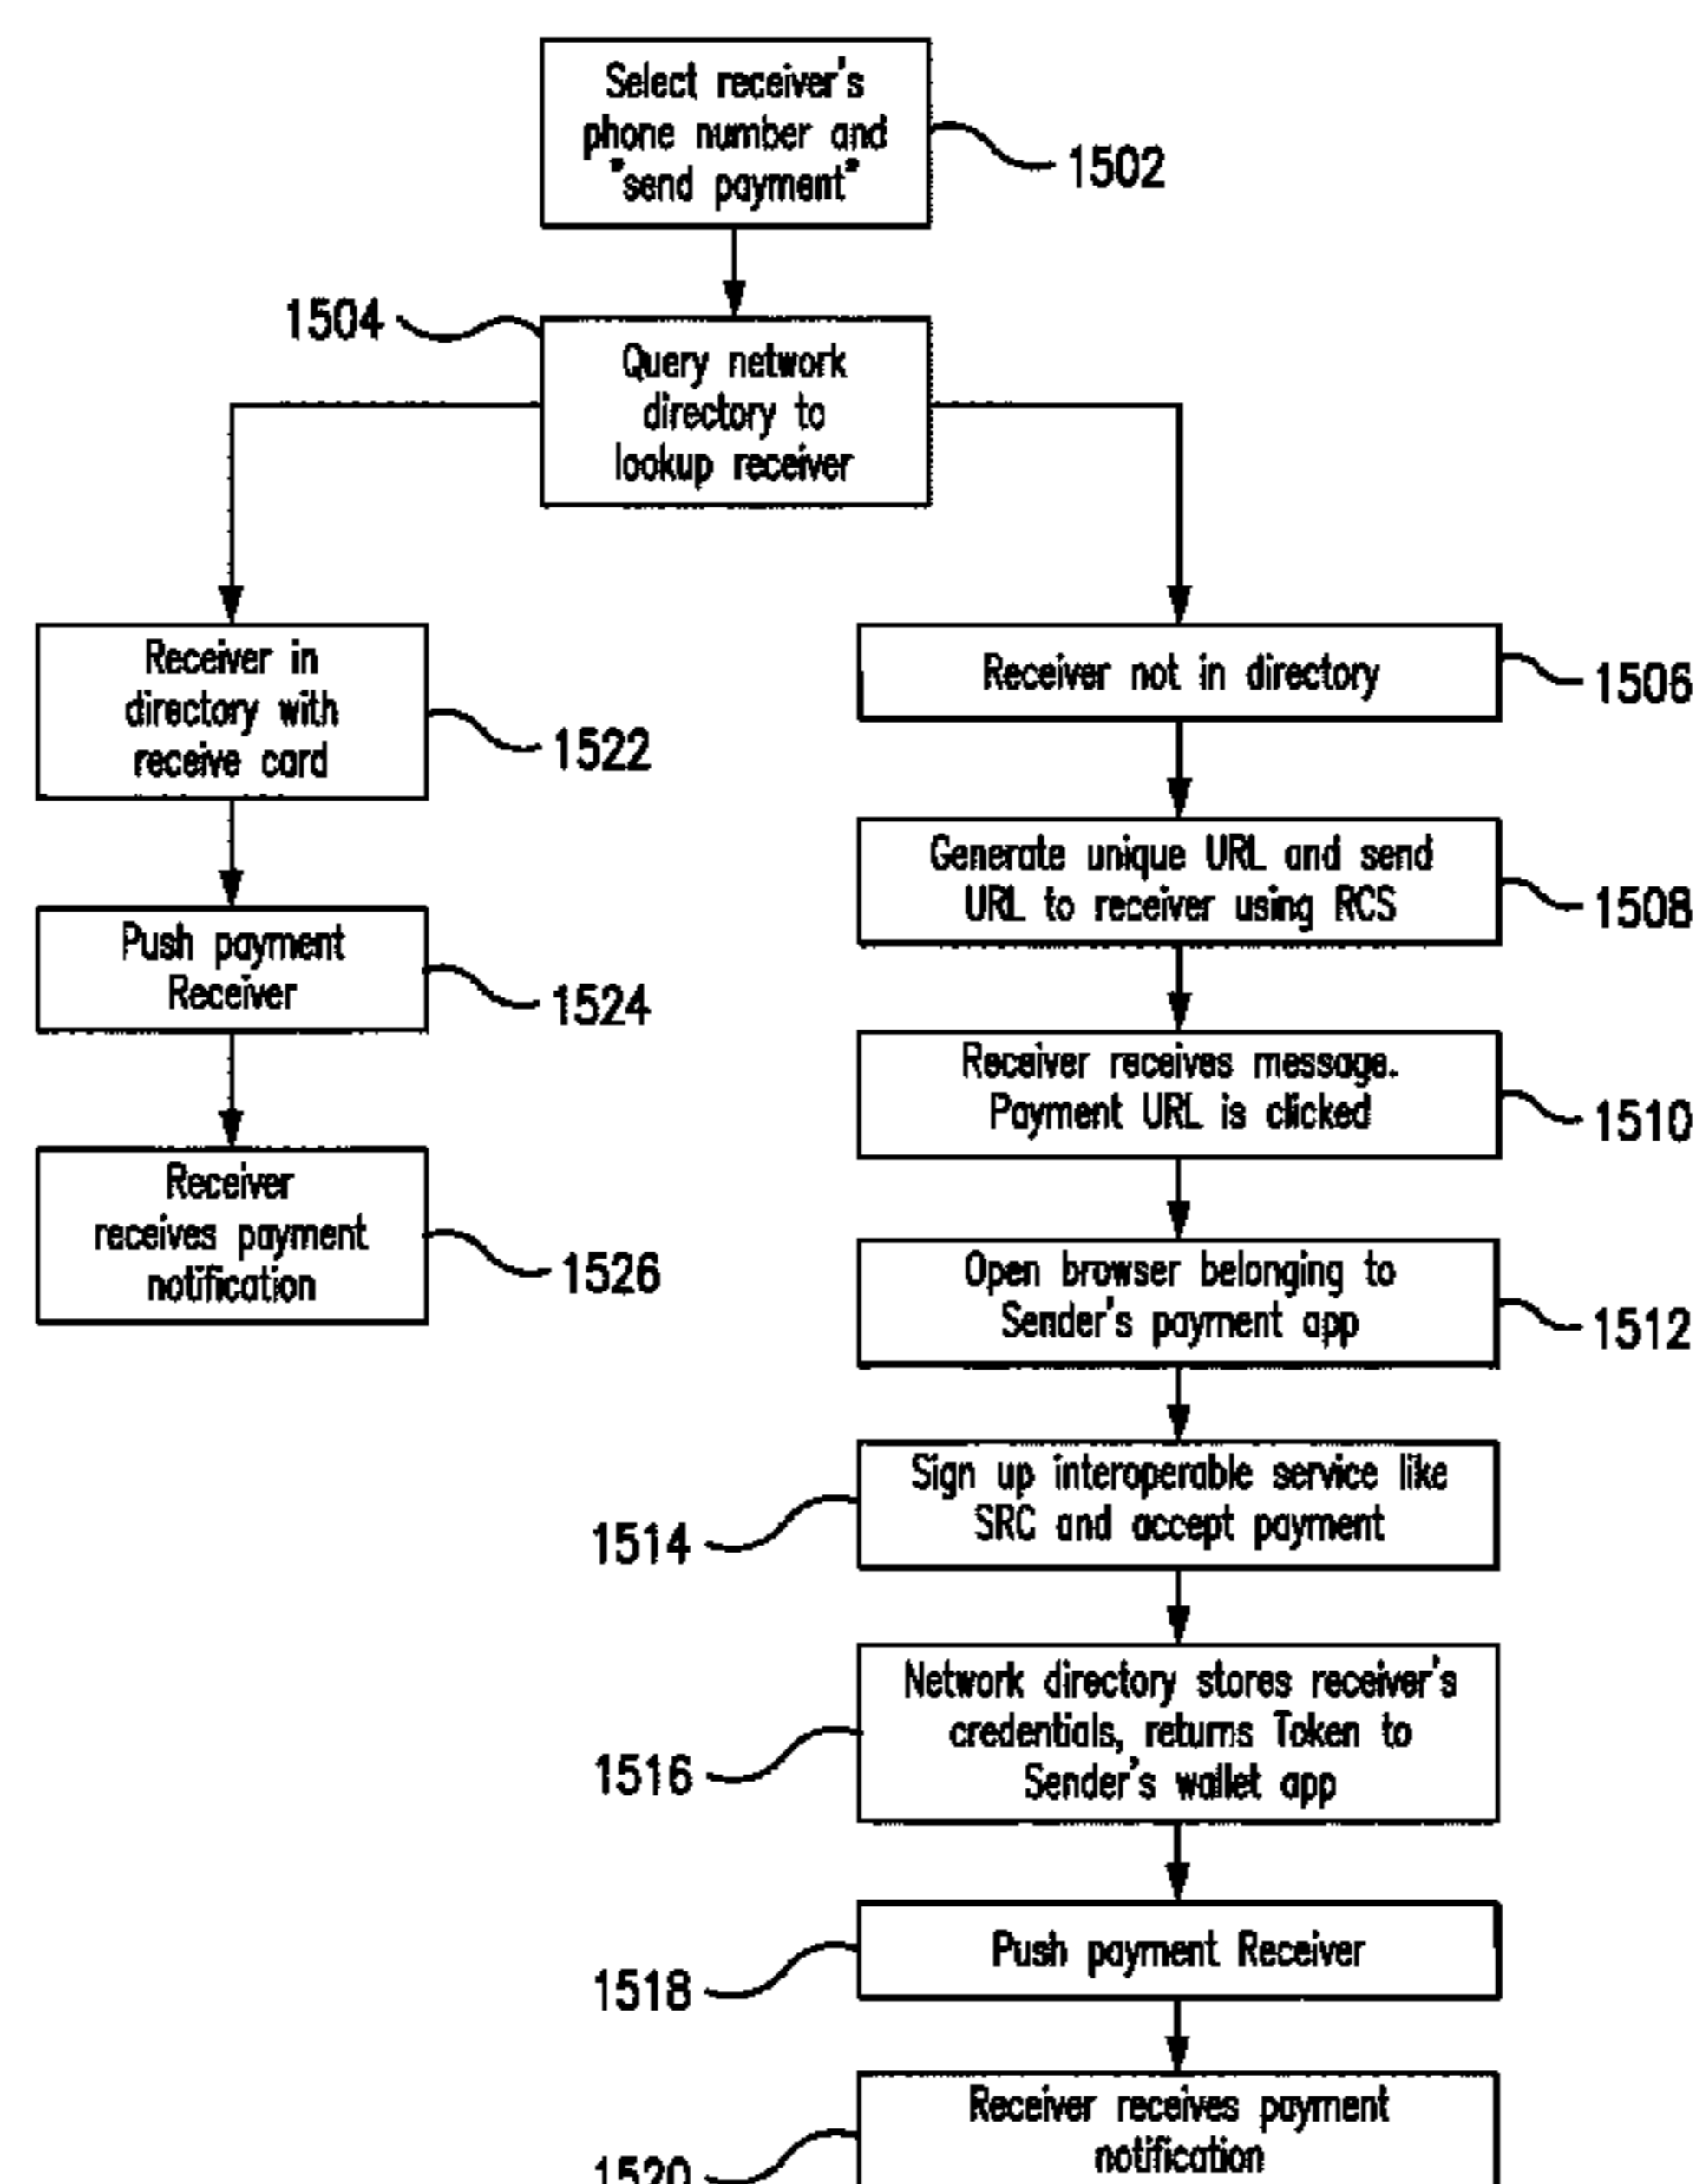 Select receiver's
phone number and
"send payment"
1502
1504
Query network
directory to
lookup receiver
Receiver in
directory with
receive card
1522
Push payment
Receiver
1524
Receiver
receives payment
notification
1526
Receiver not in directory
1506
Generate unique URL and send
URL to receiver using RCS
1508
Receiver receives message.
Payment URL is clicked
1510
Open browser belonging to
Sender's payment app
1512
Sign up interoperable service like
SRC and accept payment
1514
Network directory stores receiver's
credentials, returns Token to
Sender's wallet app
1516
Push payment Receiver
1518
Receiver receives payment
notification
1520